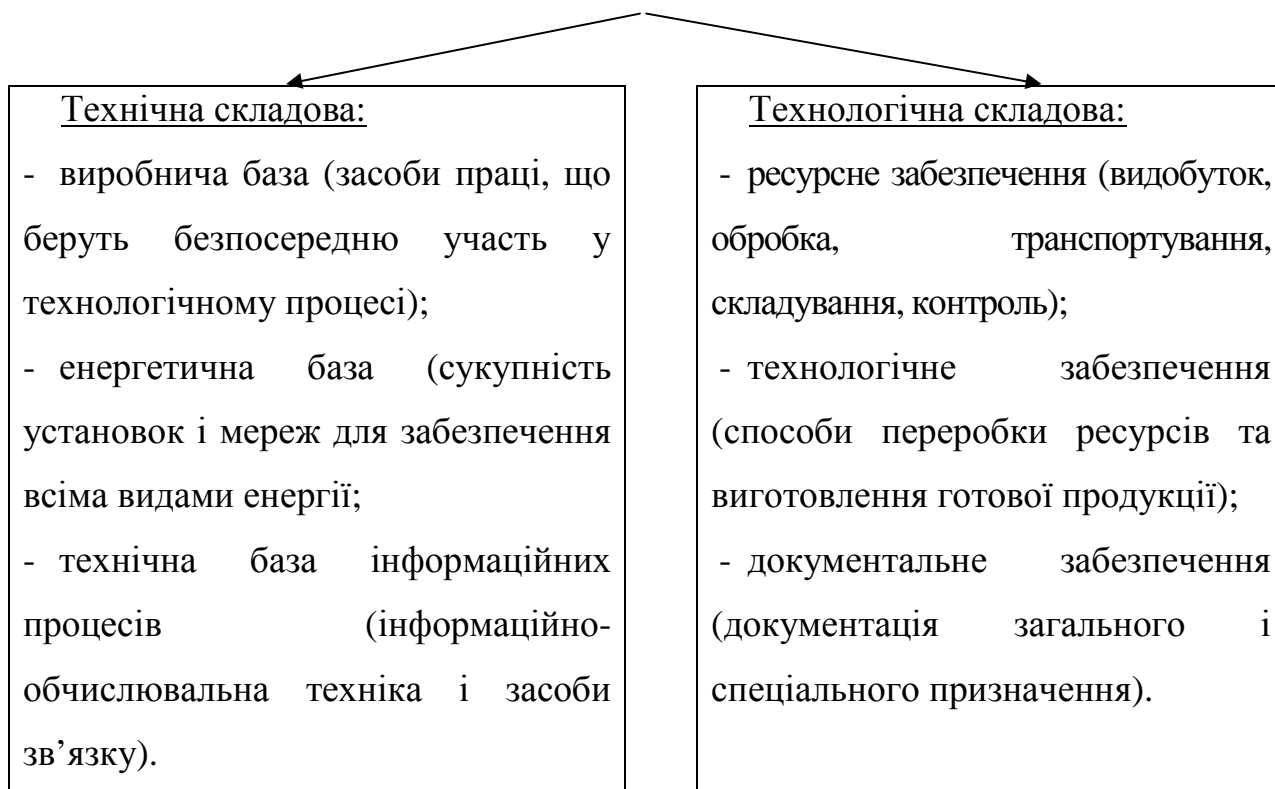 Технічна складова:
- виробнича база (засоби праці, що
беруть безпосередню участь у
технологічному процесі);
- енергетична база (сукупність
установок і мереж для забезпечення
всіма видами енергії;
- технічна база інформаційних
процесів (інформаційно-
обчислювальна техніка і засоби
зв’язку).
Технологічна складова:
- ресурсне забезпечення (видобуток,
обробка, транспортування,
складування, контроль);
- технологічне забезпечення
(способи переробки ресурсів та
виготовлення готової продукції);
- документальне забезпечення
(документація загального і
спеціального призначення).